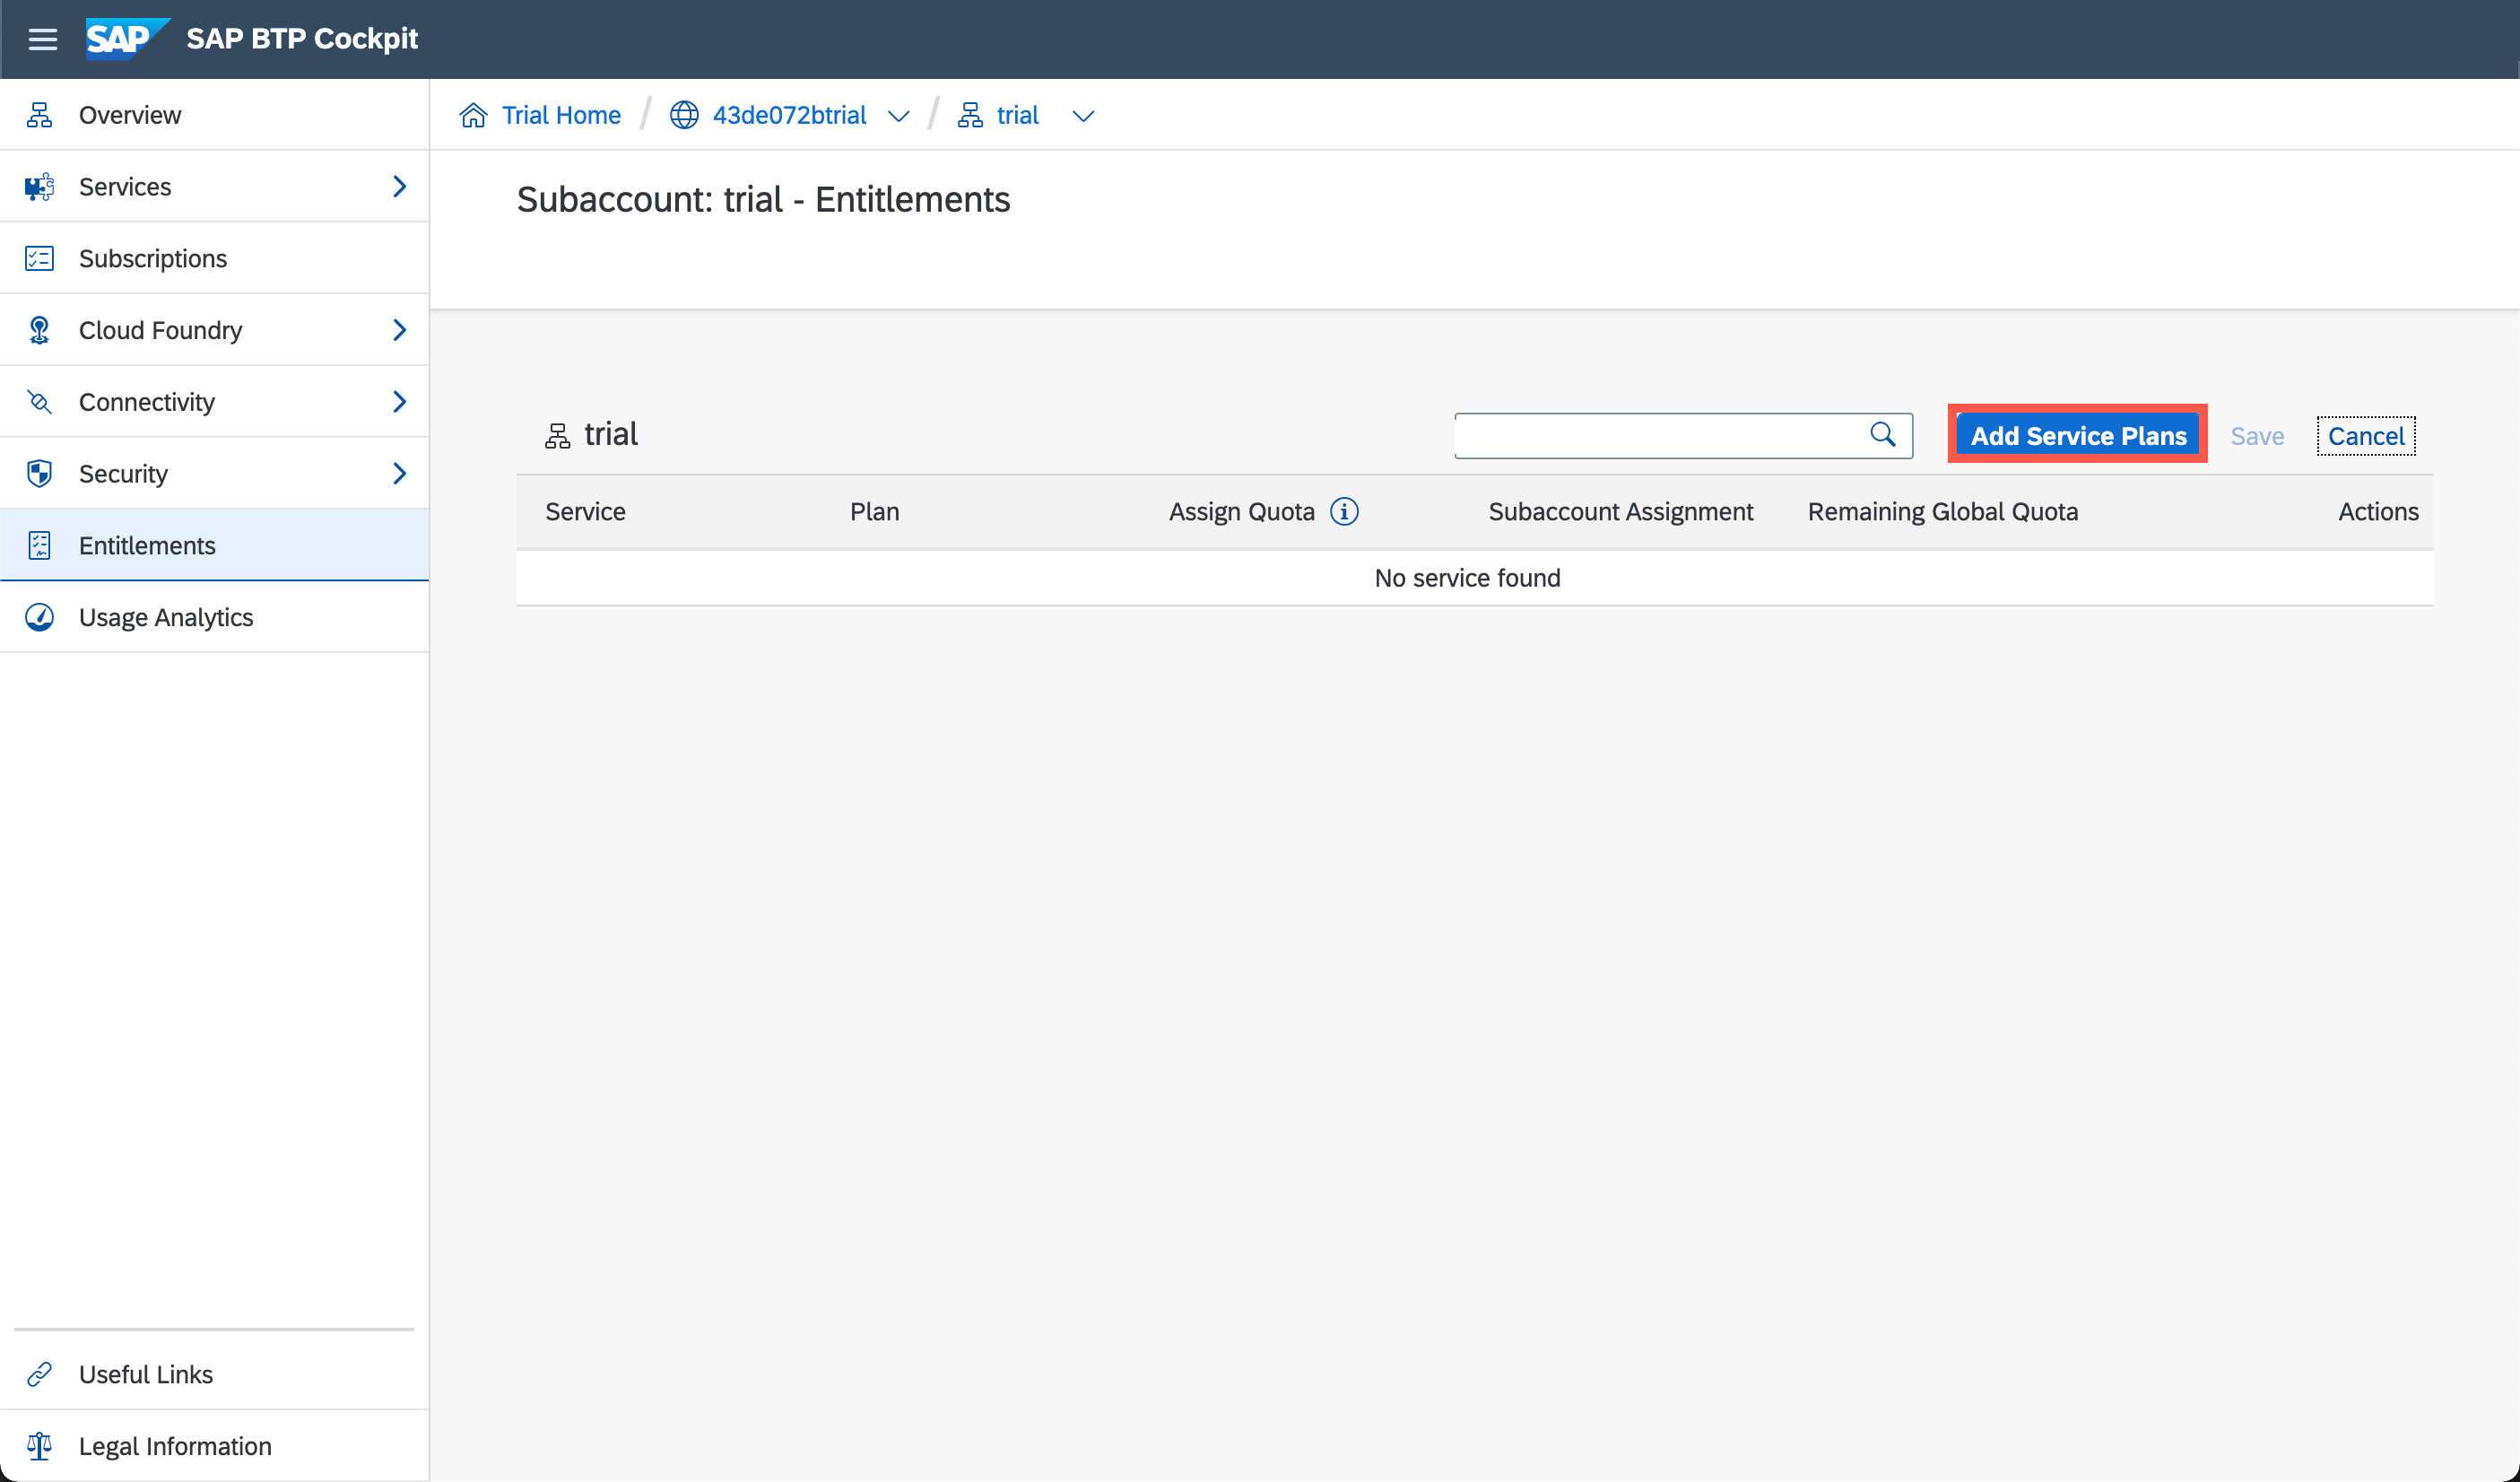 SAP SAP BTP Cockpit
Overview
Services
Subscriptions
Cloud Foundry
Connectivity
Security
Entitlements
Usage Analytics
Useful Links
Legal Information
Trial Home / 43de072btrial / trial
Subaccount: trial - Entitlements
trial
Add Service Plans Save Cancel
Service Plan Assign Quota Subaccount Assignment Remaining Global Quota Actions
No service found